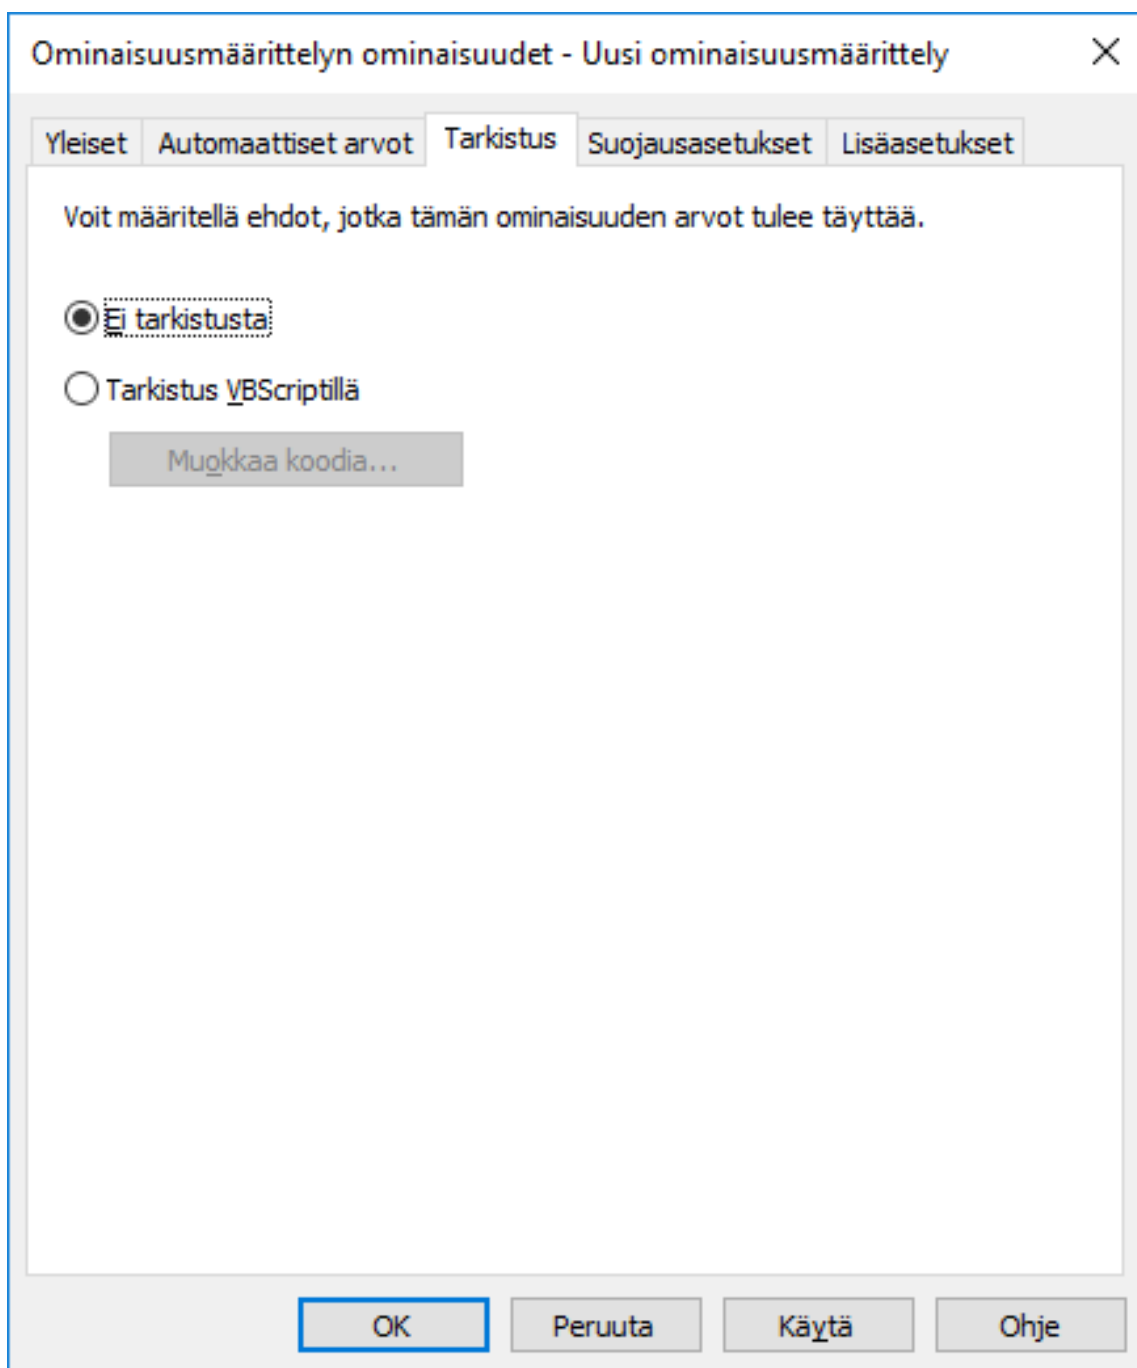 Ominaisuusmäärittelyn ominaisuudet - Uusi ominaisuusmäärittely
Yleiset Automaattiset arvot Tarkistus Suojausasetukset Lisäasetukset
Voit määritellä ehdot, jotka tämän ominaisuuden arvot tulee täyttää.
Ei tarkistusta
Tarkistus VBScriptillä
Muokkaa koodia...
OK Peruuta Käytä Ohje